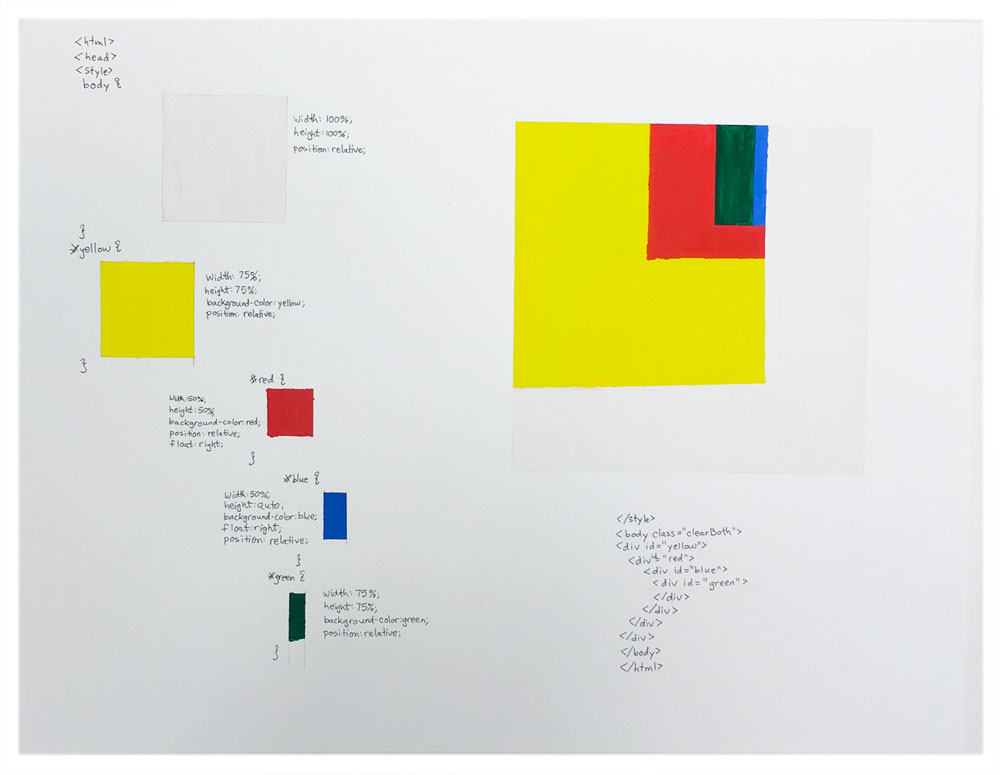 <html>
<head>
<style>
body {
width: 100%;
height: 100%;
position: relative;
}
#yellow {
width: 75%;
height: 75%;
background-color: yellow;
position: relative;
}
#red {
width: 50%;
height: 50%
background-color: red;
position: relative;
float: right;
}
#blue {
width: 50%;
height: auto;
background-color: blue;
float: right;
position: relative;
}
#green {
width: 75%;
height: 75%;
background-color: green;
position: relative;
}
</style>
<body class="clearBoth">
<div id="yellow">
<div id="red">
<div id="blue">
<div id="green">
</div>
</div>
</div>
</div>
</body>
</html>